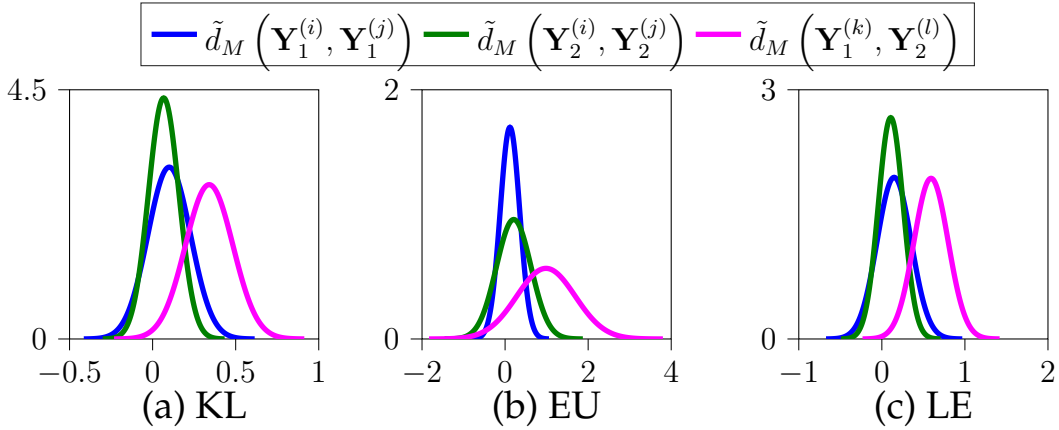 d̃_M (Y_1^(i), Y_1^(j)) d̃_M (Y_2^(i), Y_2^(j)) d̃_M (Y_1^(k), Y_2^(l))
4.5 2 3
0 0 0
−0.5 0 0.5 1 −2 0 2 4 −1 0 1 2
(a) KL (b) EU (c) LE